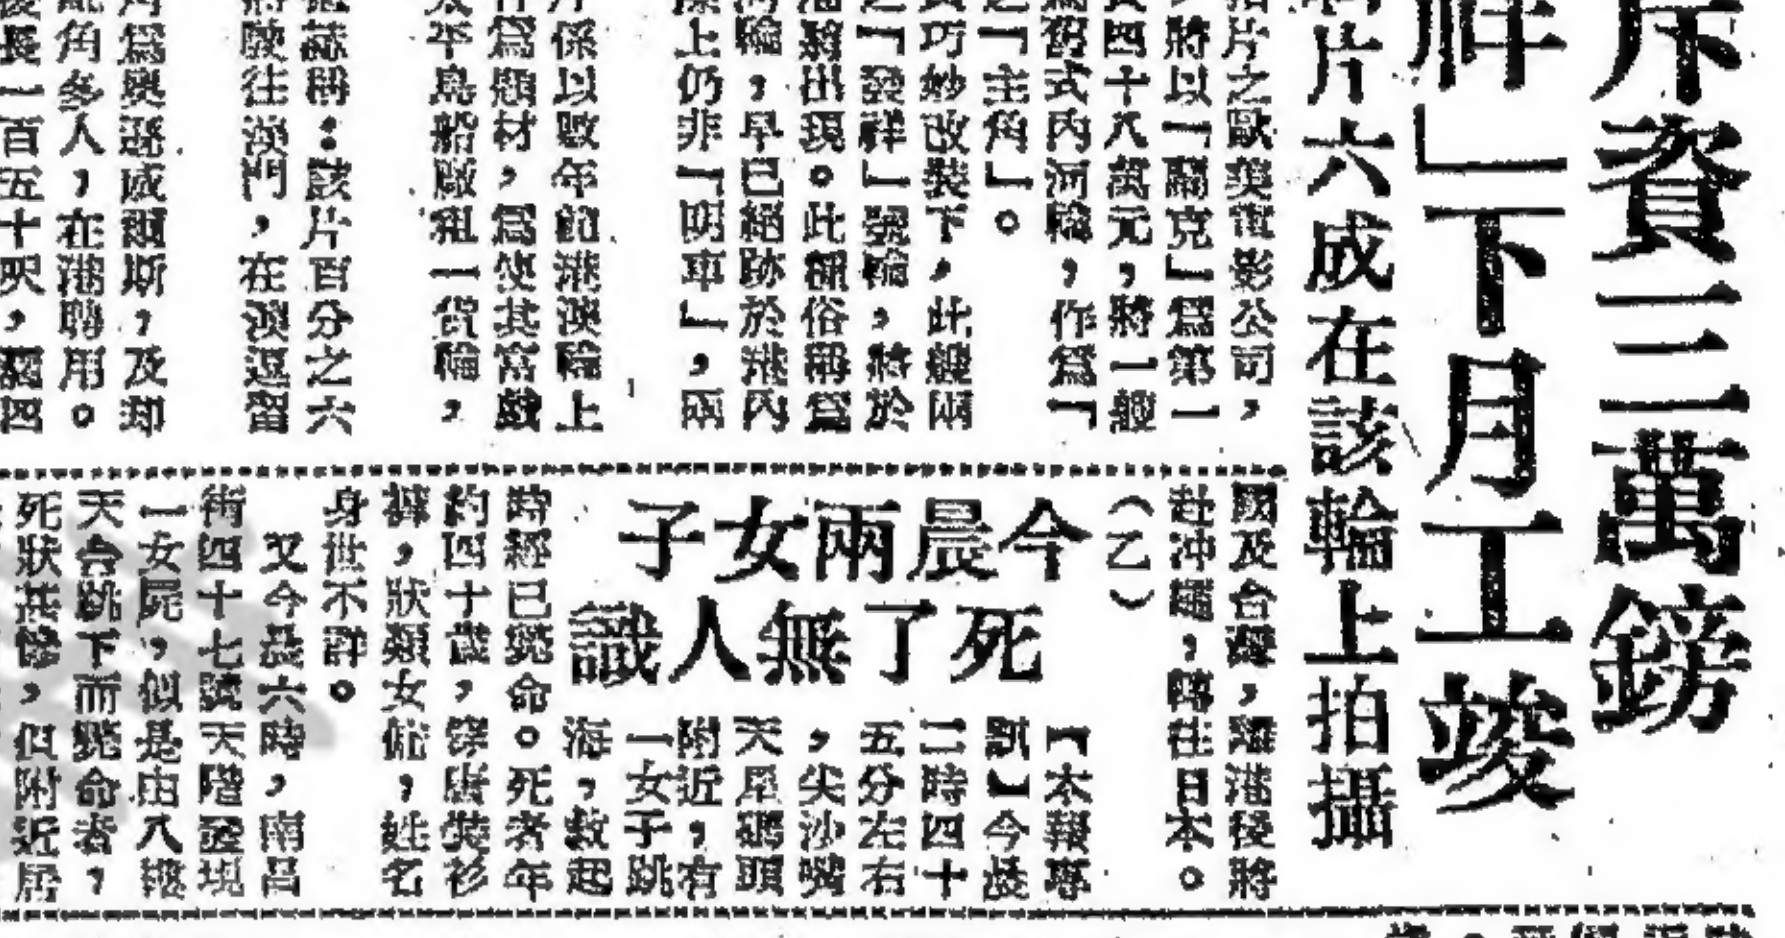 斥資三萬鎊
祥」下月工竣
片六成在該輪上拍攝
拍片之歐美電影公司,
將以「爾克」為第一
四十八萬元,將一艘
式內河輪,作為「
「主角」。
巧妙改裝下,此艘兩
「發祥」號輪,將於
出現。此種俗稱為
輪,早已絕跡於港內
上仍非「明車」,兩
係以數年前港澳輪上
為題材,為使其富戲
太平島船廠租一貨輪,
稱:該片百分之六
將駛往澳門,在澳逗留
角為奧遜威爾斯,及却
角多人,在港聘用。
長一百五十呎,濶四
國及台灣,離港後將
赴沖繩,轉往日本。
(乙)
今晨兩女子
死了無人識
【本報專
訊】今晨
二時四十
五分左右
,尖沙嘴
天星碼頭
附近,有
一女子跳
海,救起
時經已斃命。死者年
約四十歲,穿唐裝衫
褲,狀類女傭,姓名
身世不詳。
又今晨六時,南昌
街四十七號天階發現
一女屍,似是由八樓
天台跳下而斃命者,
死狀甚慘,但附近居